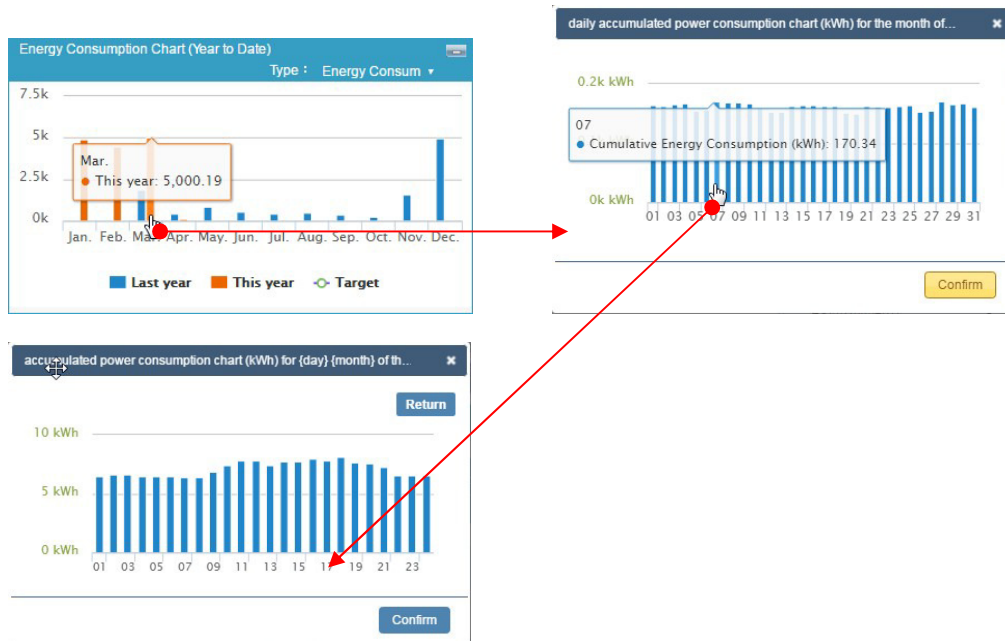 Energy Consumption Chart (Year to Date)
Type : Energy Consum
7.5k
5k
2.5k
0k
Mar.
This year: 5,000.19
Jan. Feb. Mar. Apr. May. Jun. Jul. Aug. Sep. Oct. Nov. Dec.
Last year This year Target
daily accumulated power consumption chart (kWh) for the month of...
0.2k kWh
07
Cumulative Energy Consumption (kWh): 170.34
0k kWh
01 03 05 07 09 11 13 15 17 19 21 23 25 27 29 31
Confirm
accumulated power consumption chart (kWh) for {day} {month} of th...
Return
10 kWh
5 kWh
0 kWh
01 03 05 07 09 11 13 15 17 19 21 23
Confirm